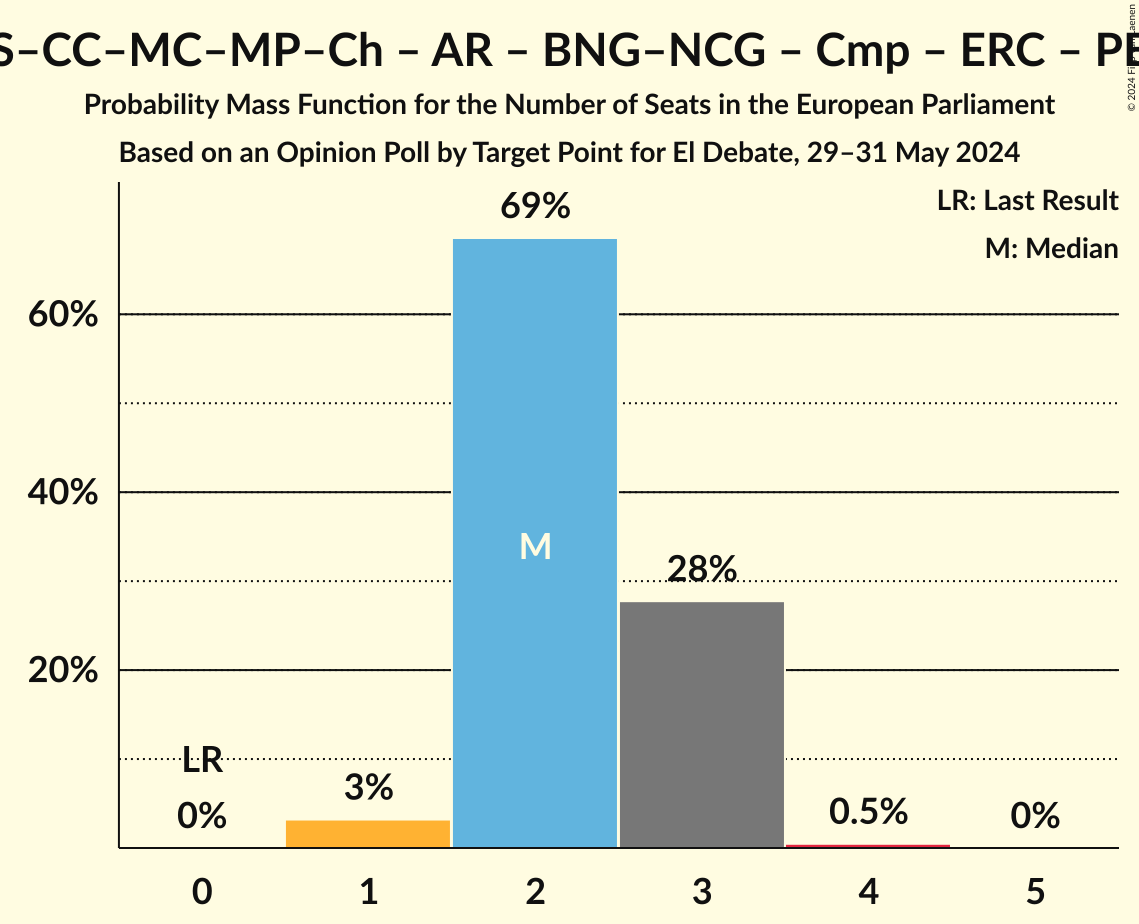 S–CC–MC–MP–Ch – AR – BNG–NCG – Cmp – ERC – PE
Probability Mass Function for the Number of Seats in the European Parliament
Based on an Opinion Poll by Target Point for El Debate, 29–31 May 2024
© 2024
LR: Last Result
M: Median
69%
60%
M
40%
28%
20%
LR
3%
0%
0.5%
0%
0 1 2 3 4 5